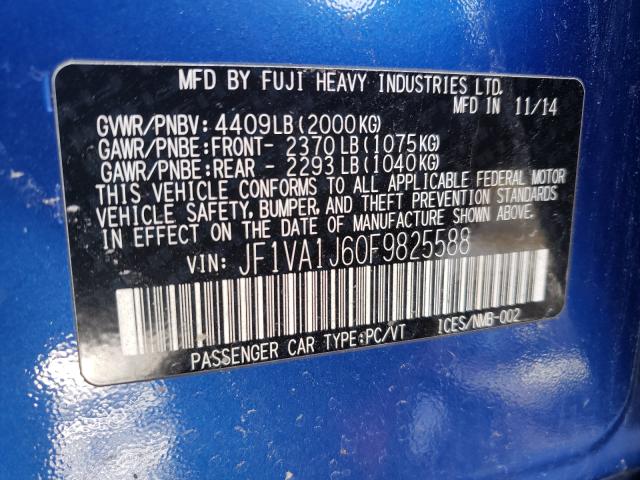 MFD BY FUJI HEAVY INDUSTRIES LTD.
MFD IN 11/14
GVWR/PNBV: 4409LB(2000KG)
GAWR/PNBE:FRONT- 2370LB(1075KG)
GAWR/PNBE:REAR - 2293LB(1040KG)
THIS VEHICLE CONFORMS TO ALL APPLICABLE FEDERAL MOTOR
VEHICLE SAFETY, BUMPER, AND THEFT PREVENTION STANDARDS
IN EFFECT ON THE DATE OF MANUFACTURE SHOWN ABOVE.
VIN: JF1VA1J60F9825588
PASSENGER CAR TYPE:PC/VT ICES/NMB-002